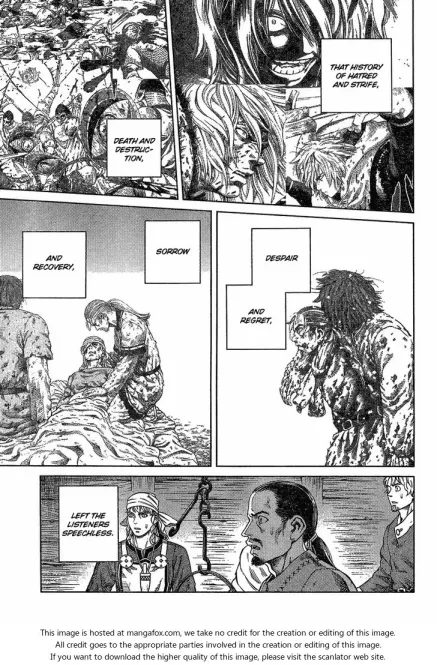 THAT HISTORY
OF HATRED
AND STRIFE,
DEATH AND
DESTRUC-
TION,
DESPAIR
AND
REGRET,
SORROW
AND
RECOVERY,
LEFT THE
LISTENERS
SPEECHLESS.
This image is hosted at mangafox.com, we take no credit for the creation or editing of this image.
All credit goes to the appropriate parties involved in the creation or editing of this image.
If you want to download the higher quality of this image, please visit the scanlator web site.